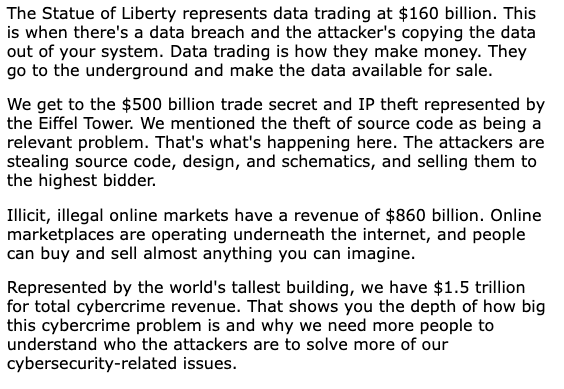 The Statue of Liberty represents data trading at $160 billion. This
is when there's a data breach and the attacker's copying the data
out of your system. Data trading is how they make money. They
go to the underground and make the data available for sale.
We get to the $500 billion trade secret and IP theft represented by
the Eiffel Tower. We mentioned the theft of source code as being a
relevant problem. That's what's happening here. The attackers are
stealing source code, design, and schematics, and selling them to
the highest bidder.
Illicit, illegal online markets have a revenue of $860 billion. Online
marketplaces are operating underneath the internet, and people
can buy and sell almost anything you can imagine.
Represented by the world's tallest building, we have $1.5 trillion
for total cybercrime revenue. That shows you the depth of how big
this cybercrime problem is and why we need more people to
understand who the attackers are to solve more of our
cybersecurity-related issues.